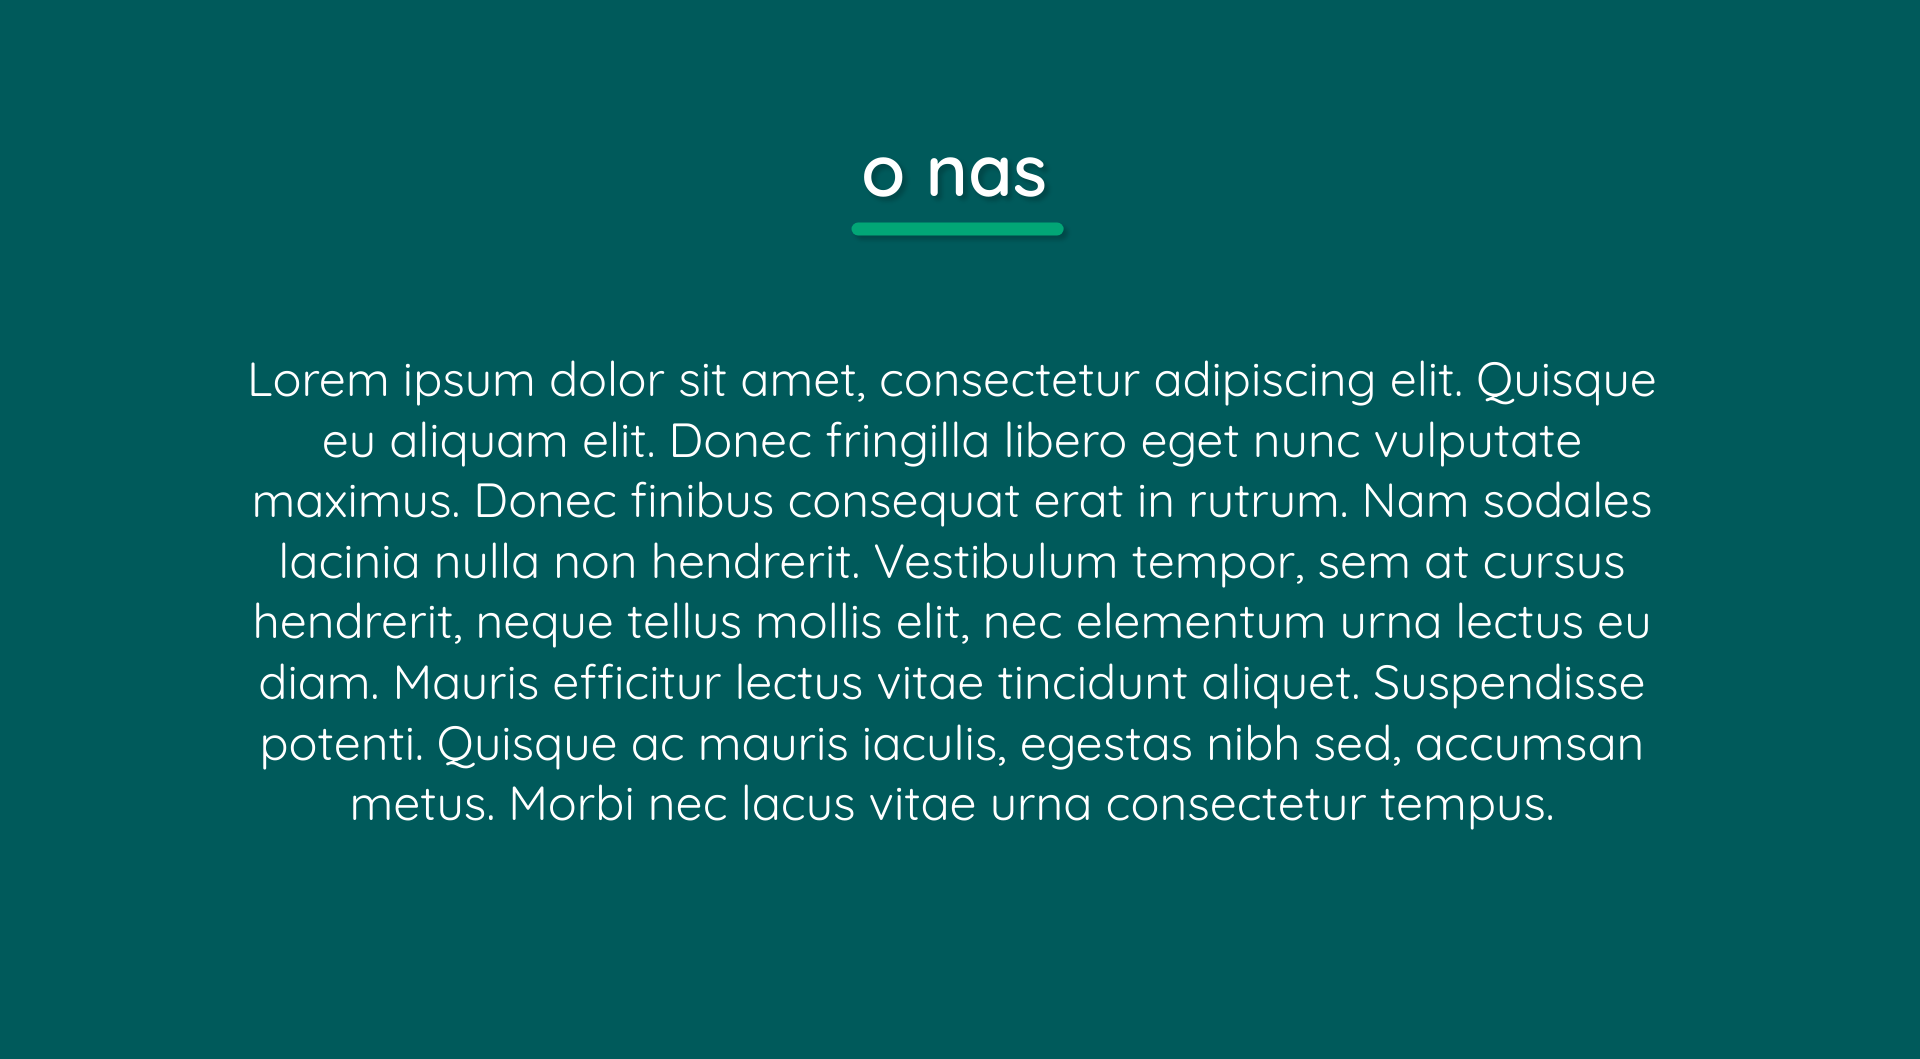 o nas
Lorem ipsum dolor sit amet, consectetur adipiscing elit. Quisque
eu aliquam elit. Donec fringilla libero eget nunc vulputate
maximus. Donec finibus consequat erat in rutrum. Nam sodales
lacinia nulla non hendrerit. Vestibulum tempor, sem at cursus
hendrerit, neque tellus mollis elit, nec elementum urna lectus eu
diam. Mauris efficitur lectus vitae tincidunt aliquet. Suspendisse
potenti. Quisque ac mauris iaculis, egestas nibh sed, accumsan
metus. Morbi nec lacus vitae urna consectetur tempus.